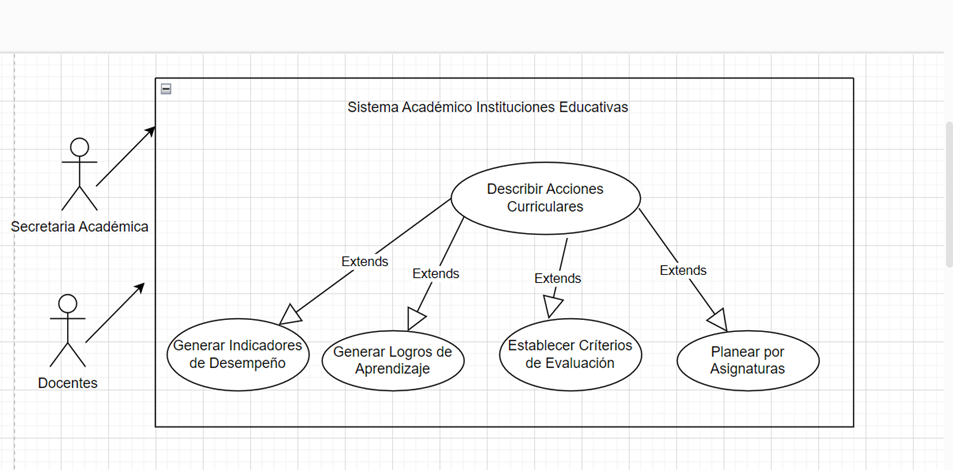 Sistema Académico Instituciones Educativas
Describir Acciones
Curriculares
Secretaria Académica
Extends
Extends
Extends
Extends
Generar Indicadores
de Desempeño
Generar Logros de
Aprendizaje
Establecer Críterios
de Evaluación
Planear por
Asignaturas
Docentes